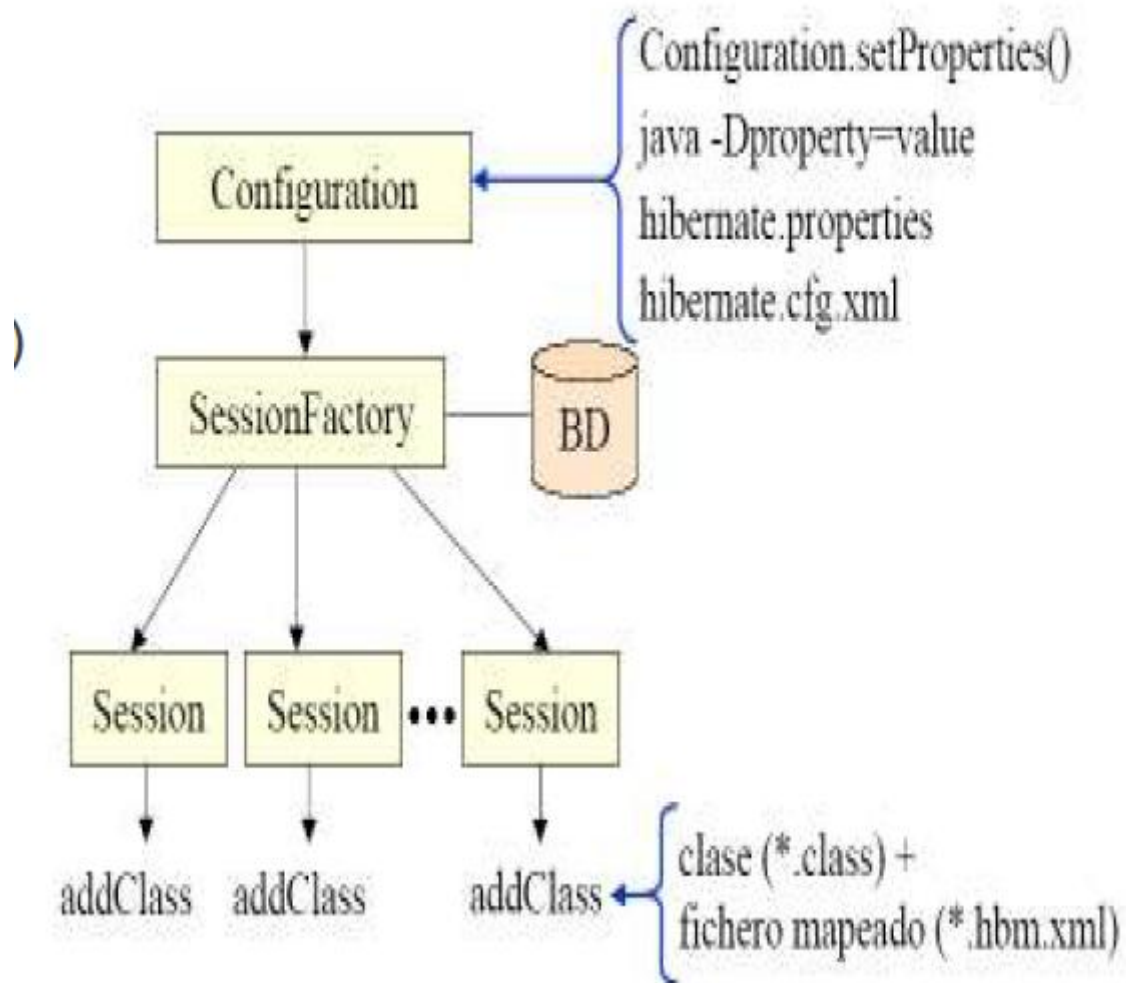 Configuration.setProperties()
java -Dproperty=value
hibernate.properties
hibernate.cfg.xml
Configuration
SessionFactory
BD
Session
Session
•••
Session
addClass
addClass
addClass
clase (*.class) +
fichero mapeado (*.hbm.xml)
)